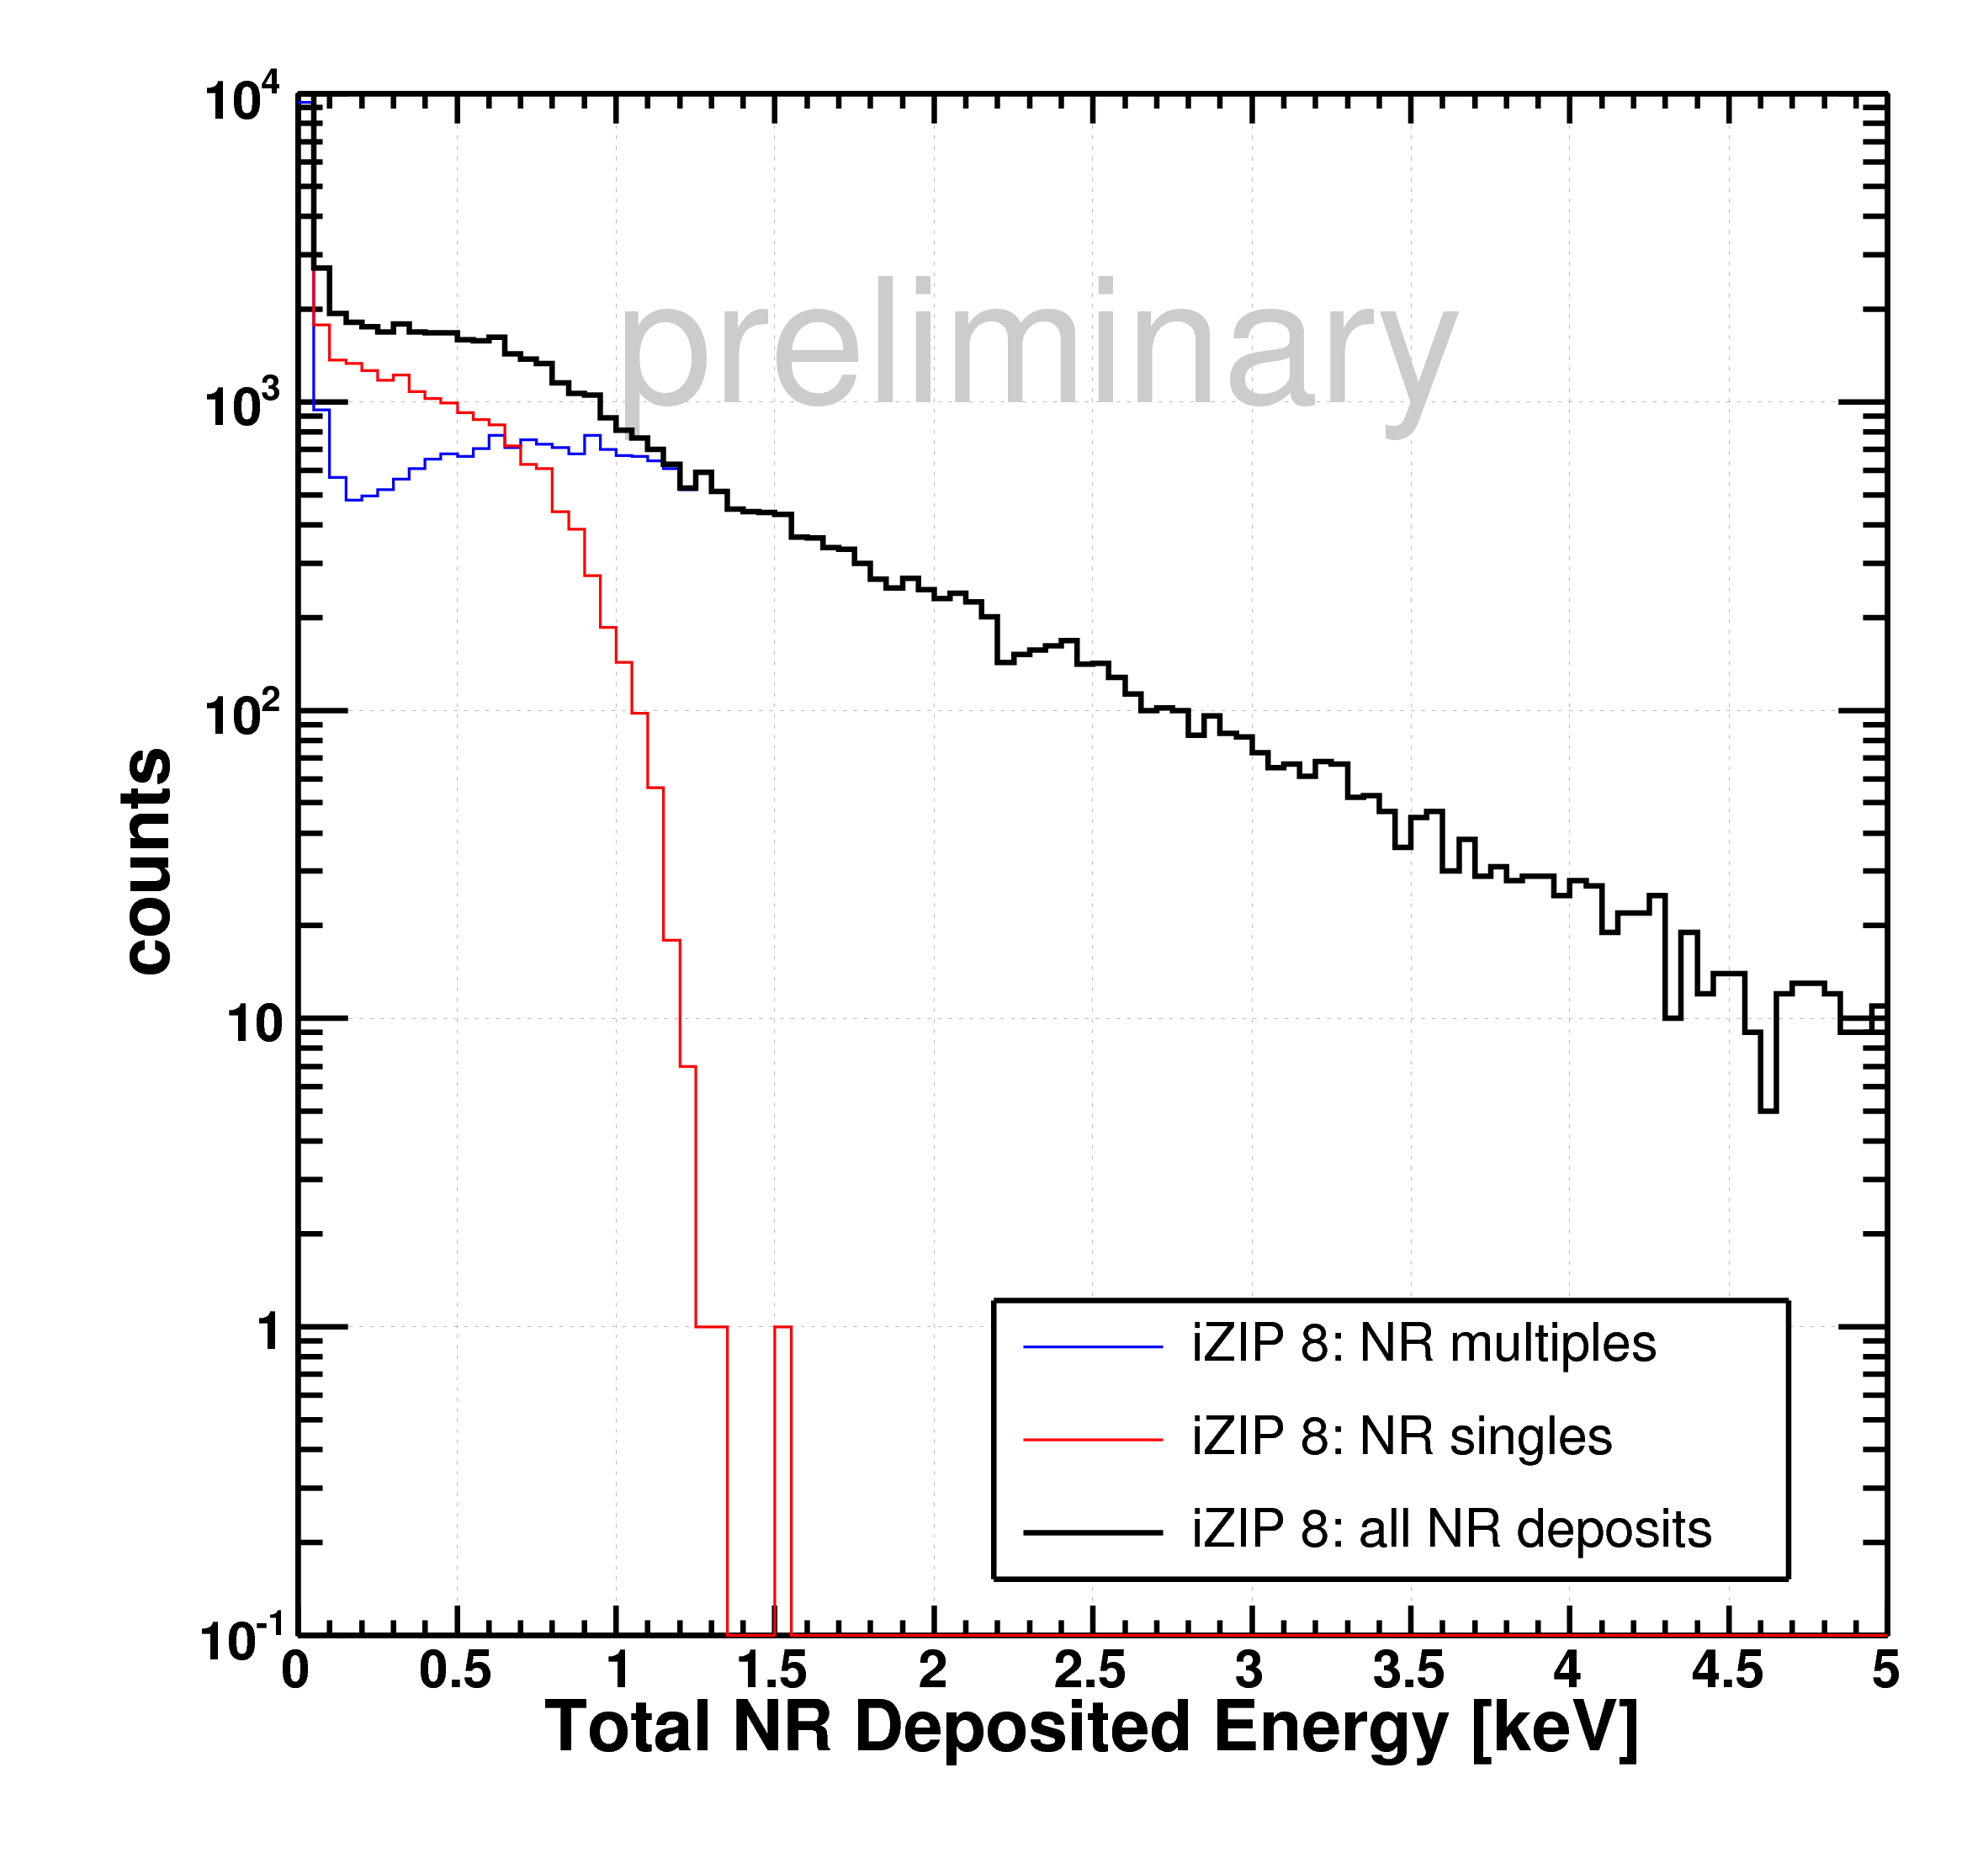 10^4
preliminary
10^3
10^2
counts
10
1
iZIP 8: NR multiples
iZIP 8: NR singles
iZIP 8: all NR deposits
10^-1
0 0.5 1 1.5 2 2.5 3 3.5 4 4.5 5
Total NR Deposited Energy [keV]